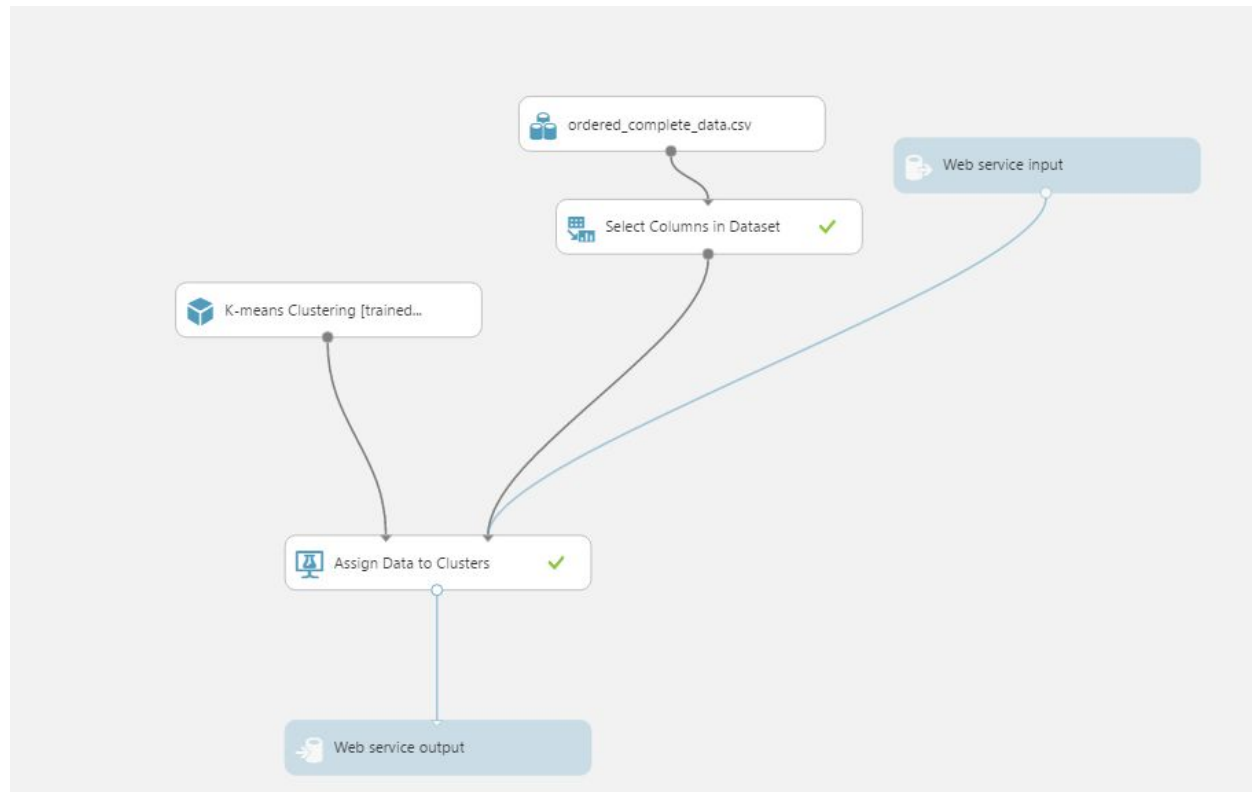 ordered_complete_data.csv
Web service input
Select Columns in Dataset
K-means Clustering [trained...
Assign Data to Clusters
Web service output